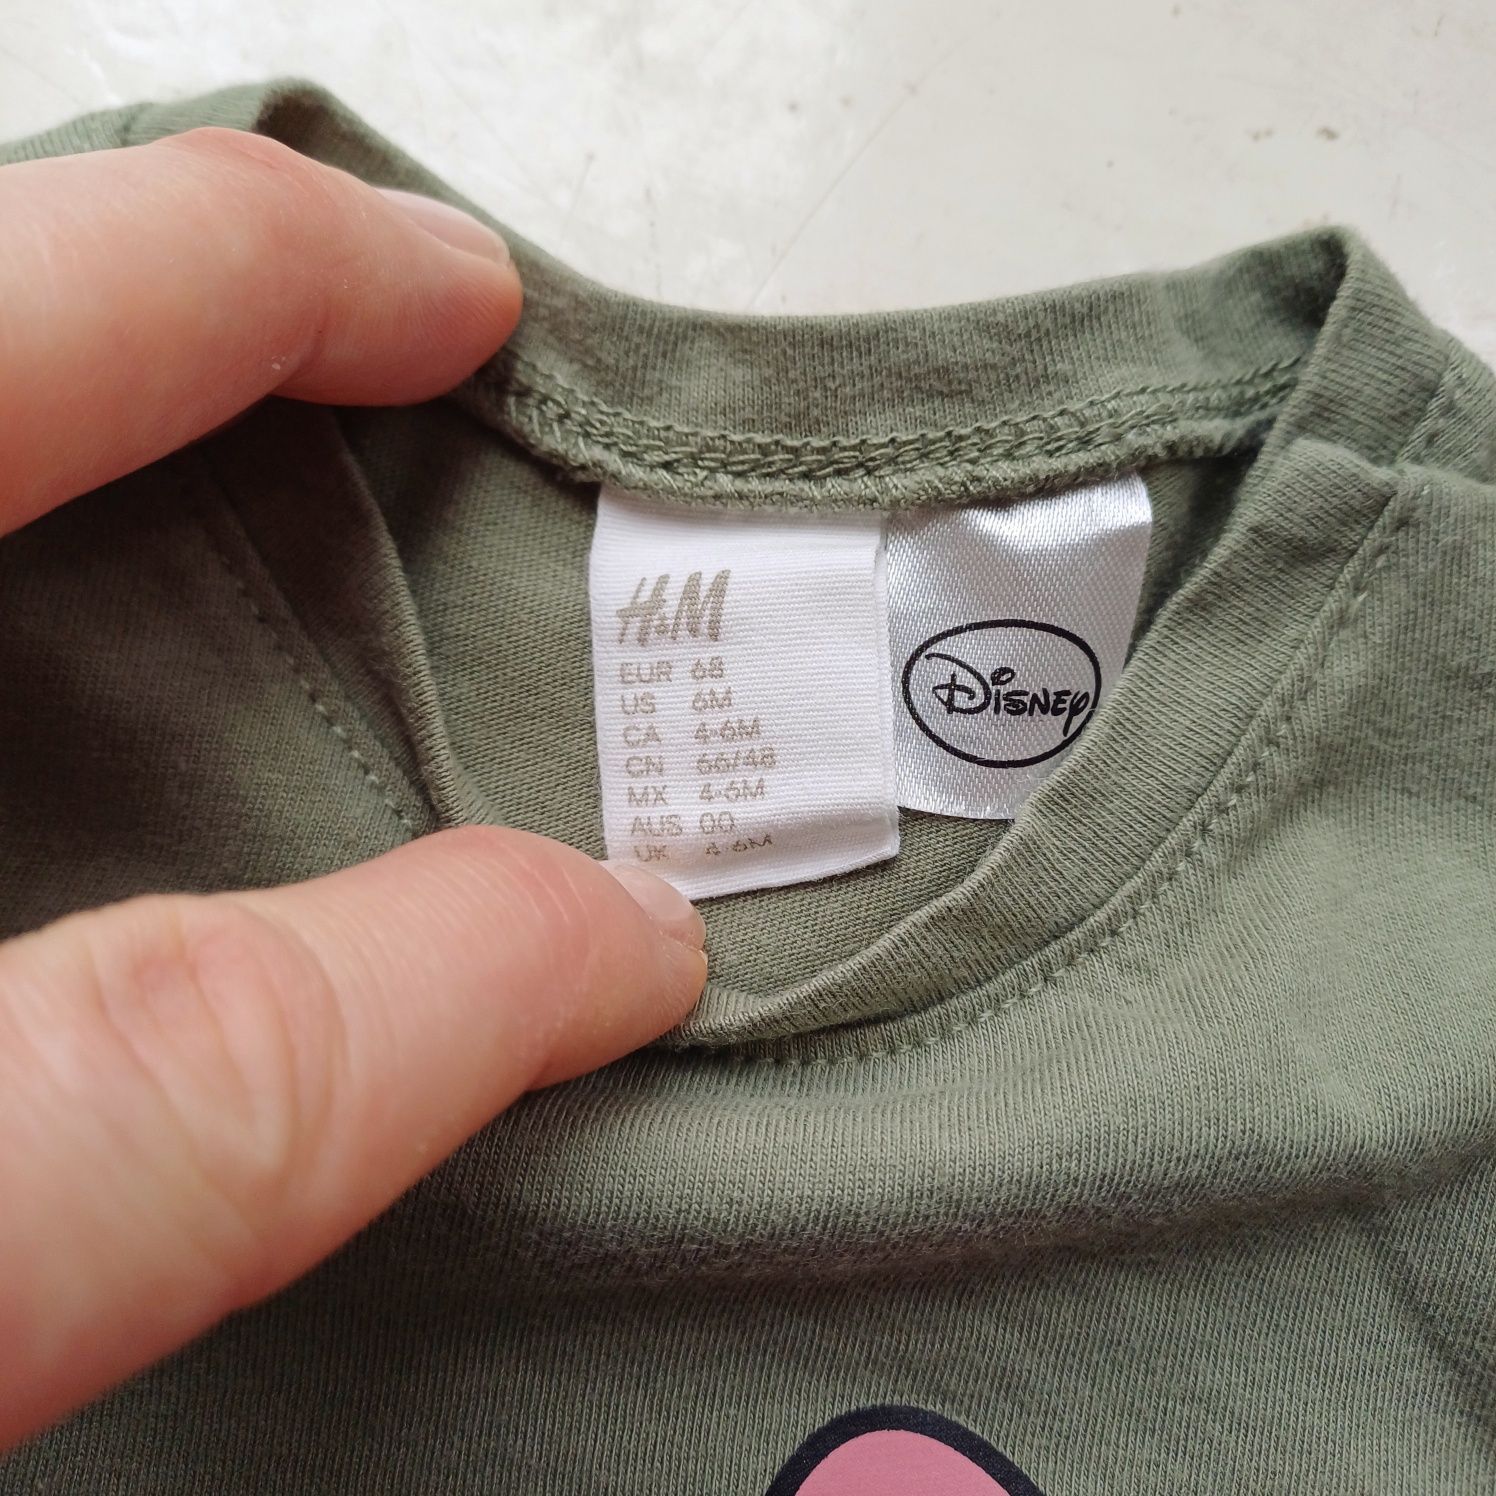 H&M
EUR 68
US 6M
CA 4-6M
CN 66/48
MX 4-6M
AUS 00
UK 4-6M
Disney